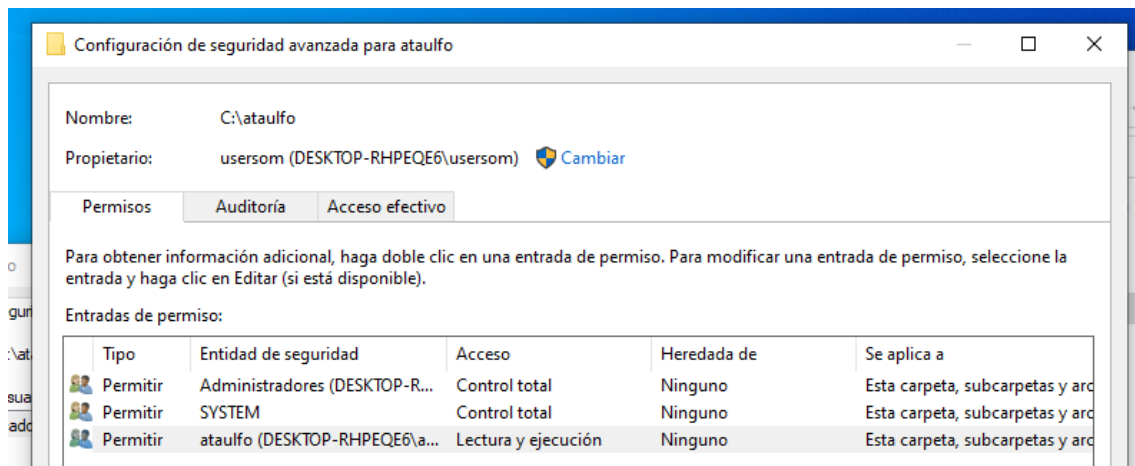 Configuración de seguridad avanzada para ataulfo
Nombre: C:\ataulfo
Propietario: usersom (DESKTOP-RHPEQE6\usersom) Cambiar
Permisos Auditoría Acceso efectivo
Para obtener información adicional, haga doble clic en una entrada de permiso. Para modificar una entrada de permiso, seleccione la
entrada y haga clic en Editar (si está disponible).
Entradas de permiso:
Tipo Entidad de seguridad Acceso Heredada de Se aplica a
Permitir Administradores (DESKTOP-R... Control total Ninguno Esta carpeta, subcarpetas y arc
Permitir SYSTEM Control total Ninguno Esta carpeta, subcarpetas y arc
Permitir ataulfo (DESKTOP-RHPEQE6\a... Lectura y ejecución Ninguno Esta carpeta, subcarpetas y arc